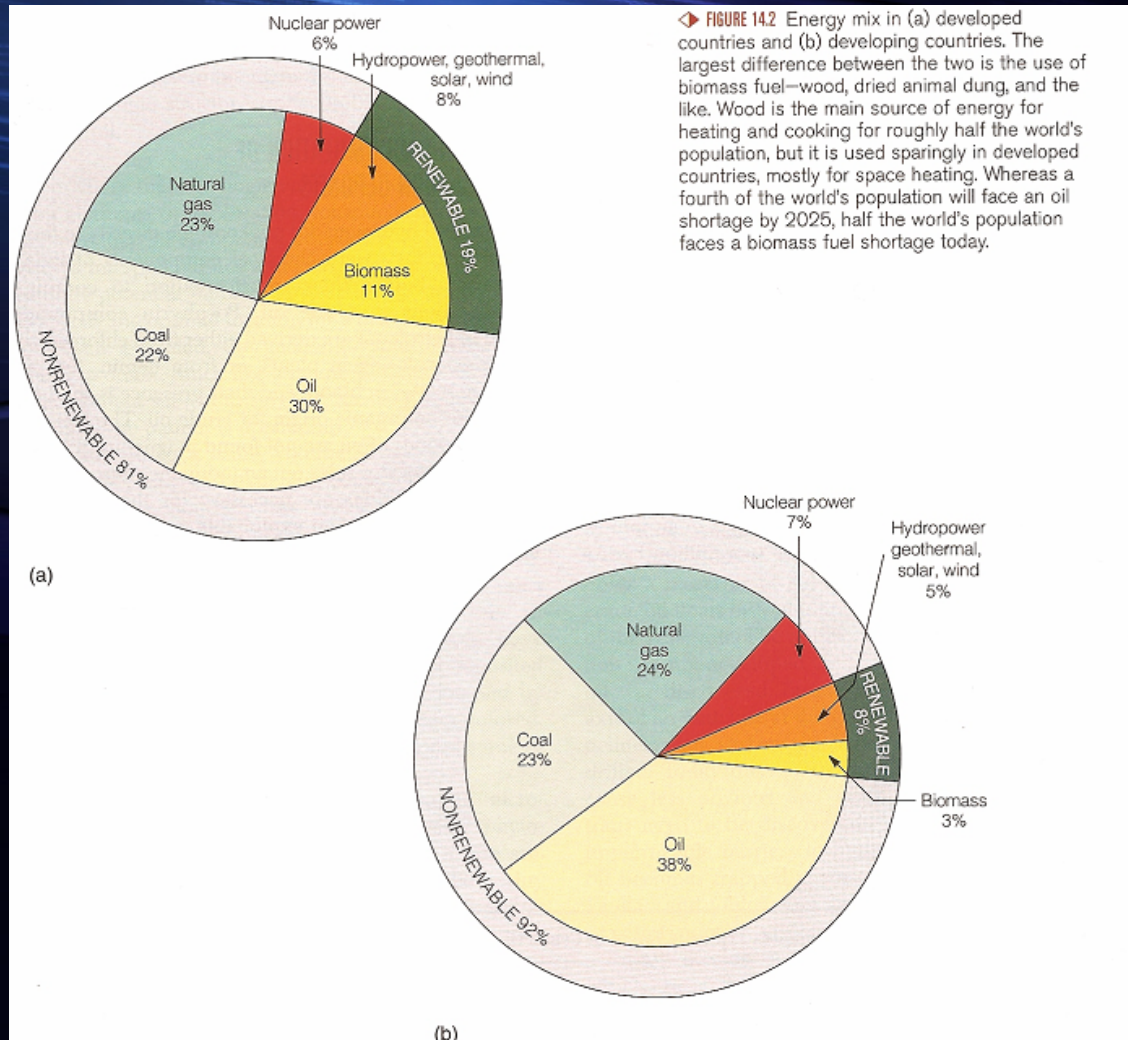 Nuclear power
6%
Hydropower, geothermal,
solar, wind
8%
RENEWABLE 19%
Natural
gas
23%
Biomass
11%
Coal
22%
Oil
30%
NONRENEWABLE 81%
(a)
FIGURE 14.2 Energy mix in (a) developed
countries and (b) developing countries. The
largest difference between the two is the use of
biomass fuel—wood, dried animal dung, and the
like. Wood is the main source of energy for
heating and cooking for roughly half the world's
population, but it is used sparingly in developed
countries, mostly for space heating. Whereas a
fourth of the world's population will face an oil
shortage by 2025, half the world's population
faces a biomass fuel shortage today.
Nuclear power
7%
Hydropower
geothermal,
solar, wind
5%
Natural
gas
24%
RENEWABLE
8%
Coal
23%
Biomass
3%
Oil
38%
NONRENEWABLE 92%
(b)